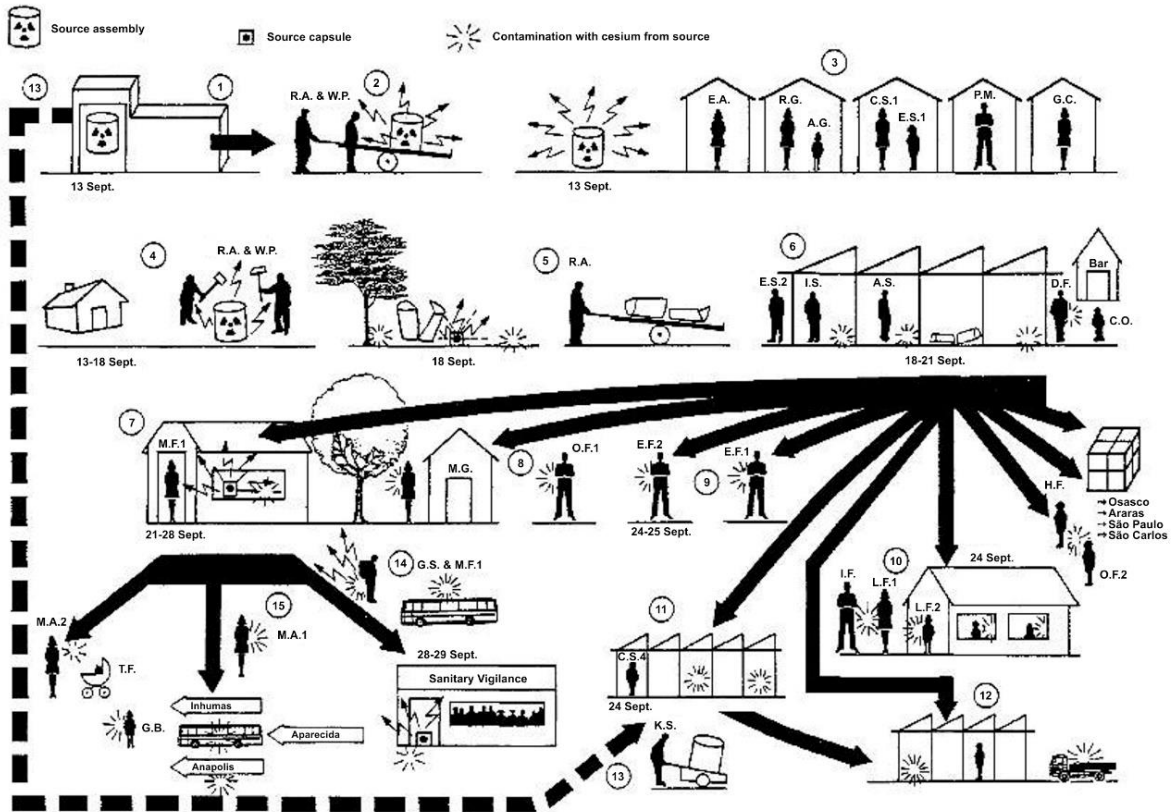 Source assembly
Source capsule
Contamination with cesium from source
13
1
13 Sept.
2
R.A. & W.P.
13 Sept.
3
E.A.
R.G.
A.G.
C.S.1
E.S.1
P.M.
G.C.
4
R.A. & W.P.
13-18 Sept.
18 Sept.
5
R.A.
6
E.S.2
I.S.
A.S.
D.F.
Bar
C.O.
18-21 Sept.
7
M.F.1
M.G.
21-28 Sept.
8
O.F.1
E.F.2
9
E.F.1
24-25 Sept.
H.F.
O.F.2
Osasco
Araras
São Paulo
São Carlos
24 Sept.
10
I.F.
L.F.1
L.F.2
11
C.S.4
24 Sept.
12
13
K.S.
14
G.S. & M.F.1
15
M.A.2
T.F.
M.A.1
G.B.
Inhumas
Aparecida
Anapolis
28-29 Sept.
Sanitary Vigilance